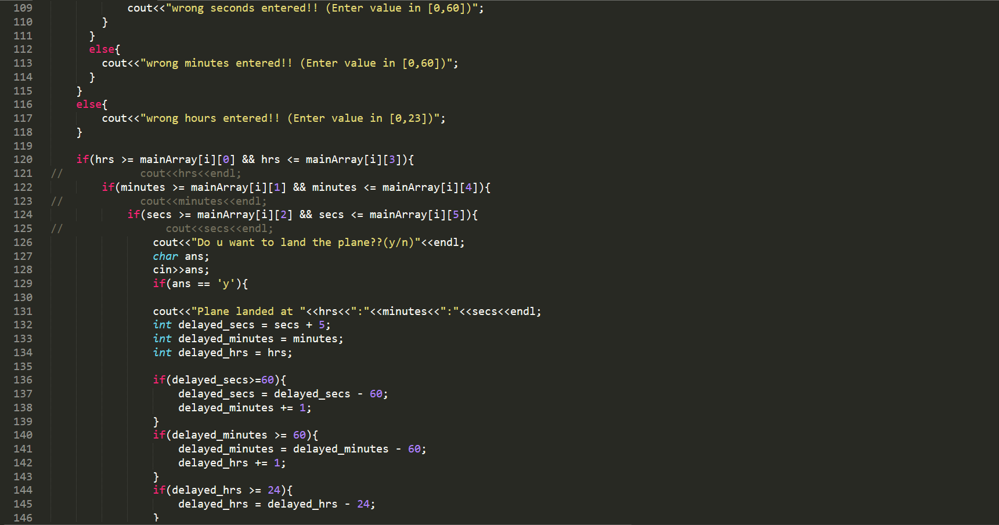 109 cout<<"wrong seconds entered!! (Enter value in [0,60])";
110 }
111 }
112 else{
113 cout<<"wrong minutes entered!! (Enter value in [0,60])";
114 }
115 }
116 else{
117 cout<<"wrong hours entered!! (Enter value in [0,23])";
118 }
119
120 if(hrs >= mainArray[i][0] && hrs <= mainArray[i][3]){
121 // cout<<hrs<<endl;
122 if(minutes >= mainArray[i][1] && minutes <= mainArray[i][4]){
123 // cout<<minutes<<endl;
124 if(secs >= mainArray[i][2] && secs <= mainArray[i][5]){
125 // cout<<secs<<endl;
126 cout<<"Do u want to land the plane??(y/n)"<<endl;
127 char ans;
128 cin>>ans;
129 if(ans == 'y'){
130
131 cout<<"Plane landed at "<<hrs<<":"<<minutes<<":"<<secs<<endl;
132 int delayed_secs = secs + 5;
133 int delayed_minutes = minutes;
134 int delayed_hrs = hrs;
135
136 if(delayed_secs>=60){
137 delayed_secs = delayed_secs - 60;
138 delayed_minutes += 1;
139 }
140 if(delayed_minutes >= 60){
141 delayed_minutes = delayed_minutes - 60;
142 delayed_hrs += 1;
143 }
144 if(delayed_hrs >= 24){
145 delayed_hrs = delayed_hrs - 24;
146 }